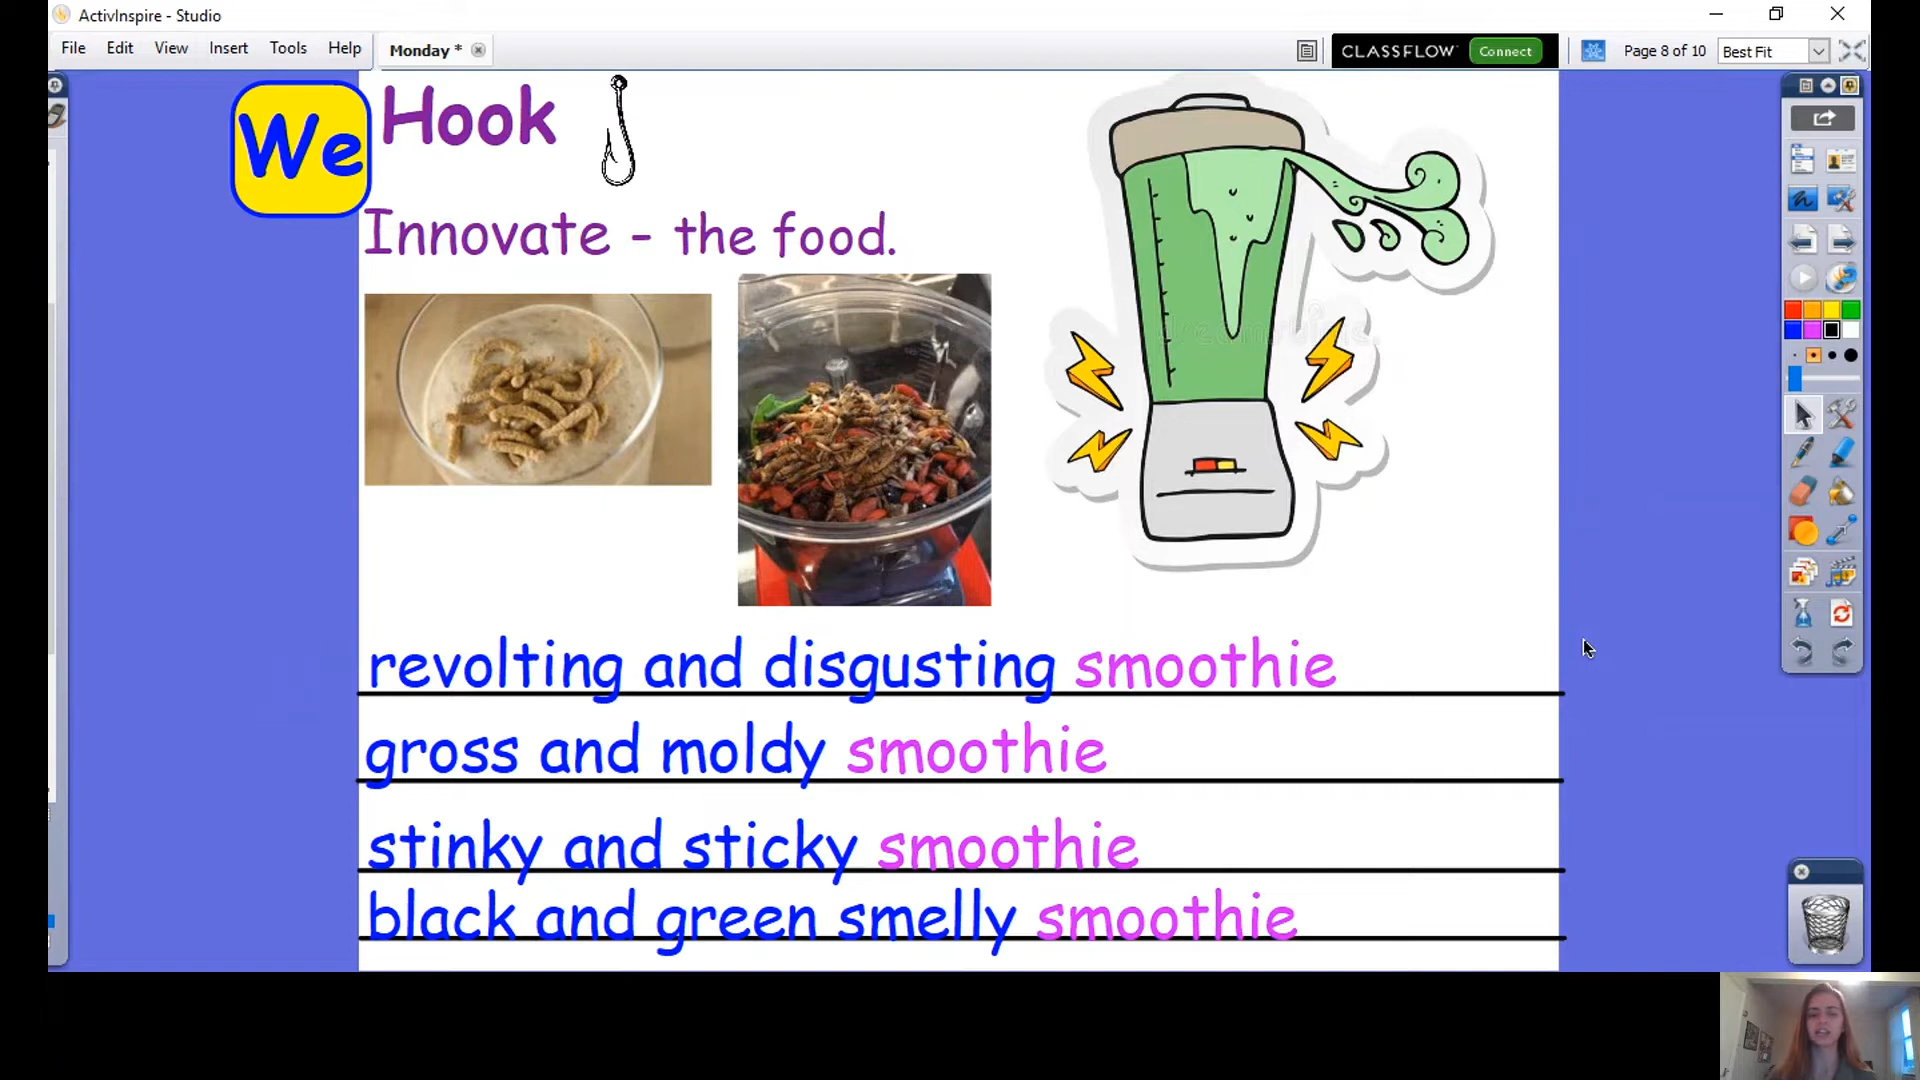 ActivInspire - Studio
File Edit View Insert Tools Help
Monday *
CLASSFLOW Connect
Page 8 of 10
Best Fit
We
Hook
Innovate - the food.
revolting and disgusting smoothie
gross and moldy smoothie
stinky and sticky smoothie
black and green smelly smoothie